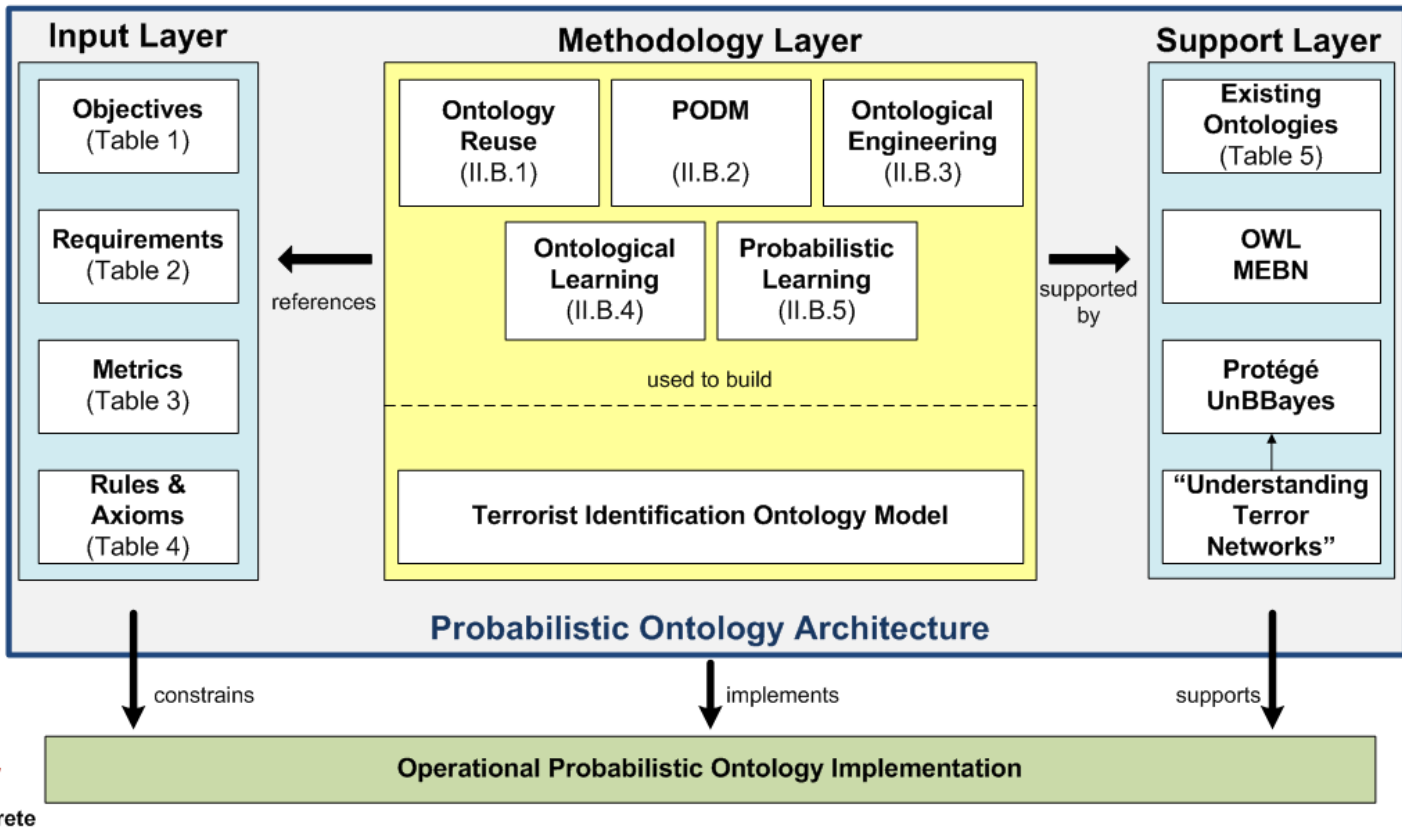 Input Layer
Objectives
(Table 1)
Requirements
(Table 2)
Metrics
(Table 3)
Rules &
Axioms
(Table 4)
references
Methodology Layer
Ontology
Reuse
(II.B.1)
PODM
(II.B.2)
Ontological
Engineering
(II.B.3)
Ontological
Learning
(II.B.4)
Probabilistic
Learning
(II.B.5)
used to build
Terrorist Identification Ontology Model
supported
by
Support Layer
Existing
Ontologies
(Table 5)
OWL
MEBN
Protégé
UnBBayes
“Understanding
Terror
Networks”
Probabilistic Ontology Architecture
constrains
implements
supports
Operational Probabilistic Ontology Implementation
rete